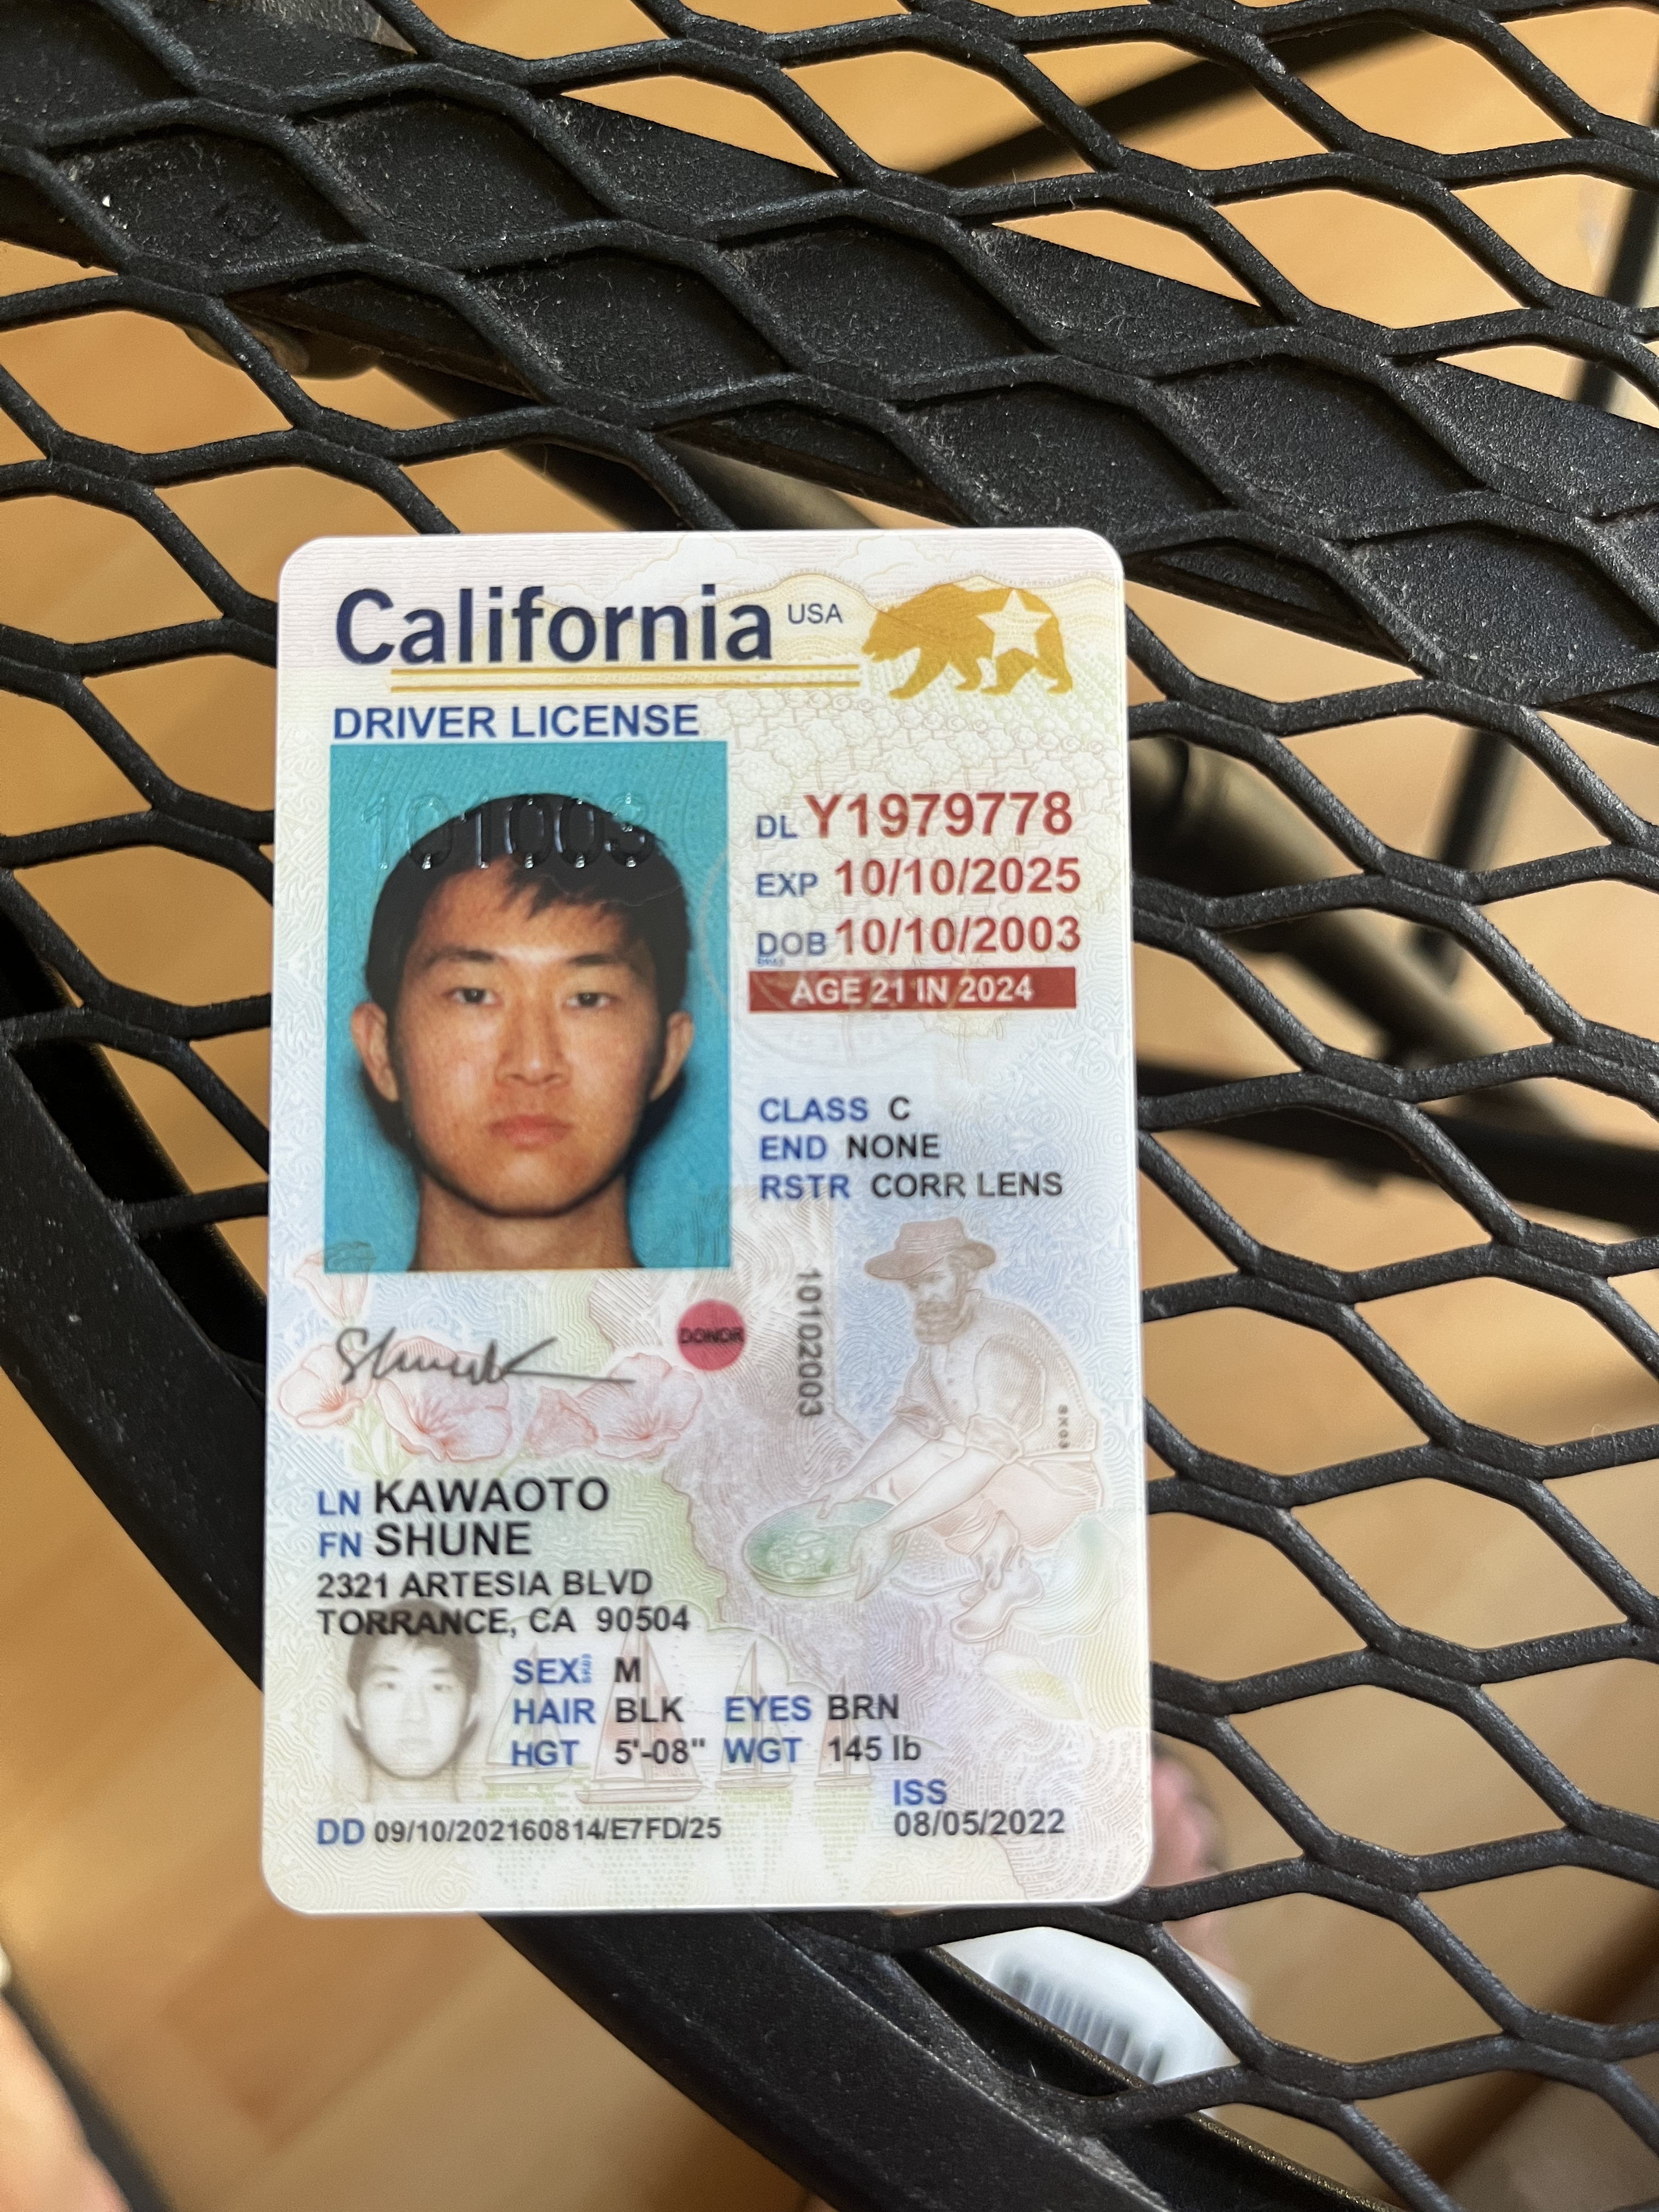 California USA
DRIVER LICENSE
101003
DL Y1979778
EXP 10/10/2025
DOB 10/10/2003
AGE 21 IN 2024
CLASS C
END NONE
RSTR CORR LENS
DONOR
10102003
SK03
LN KAWAOTO
FN SHUNE
2321 ARTESIA BLVD
TORRANCE, CA 90504
SEX M
HAIR BLK EYES BRN
HGT 5'-08" WGT 145 lb
ISS
DD 09/10/202160814/E7FD/25 08/05/2022